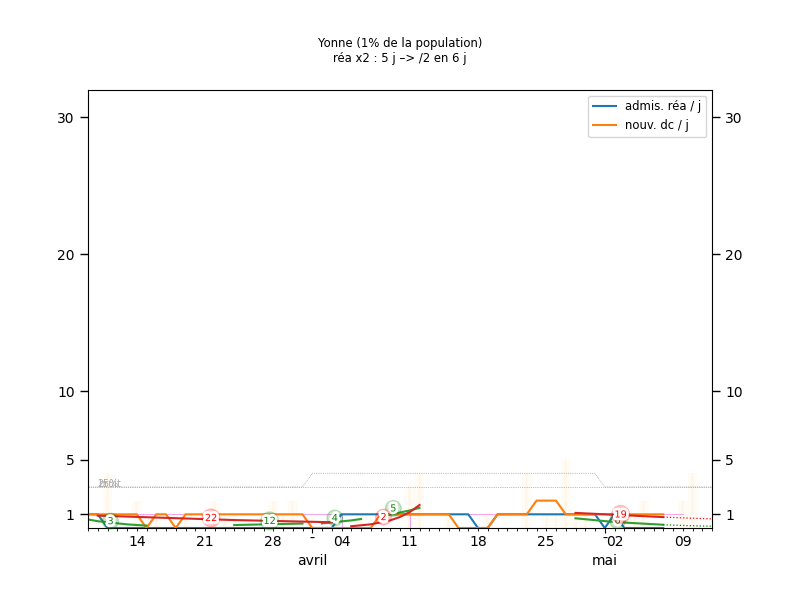 Yonne (1% de la population)
réa x2 : 5 j –> /2 en 6 j
admis. réa / j
nouv. dc / j
30 30
20 20
10 10
5 5
1 1
3 22 12 4 2 5 19
14 21 28 - 04 11 18 25 - 02 09
avril mai